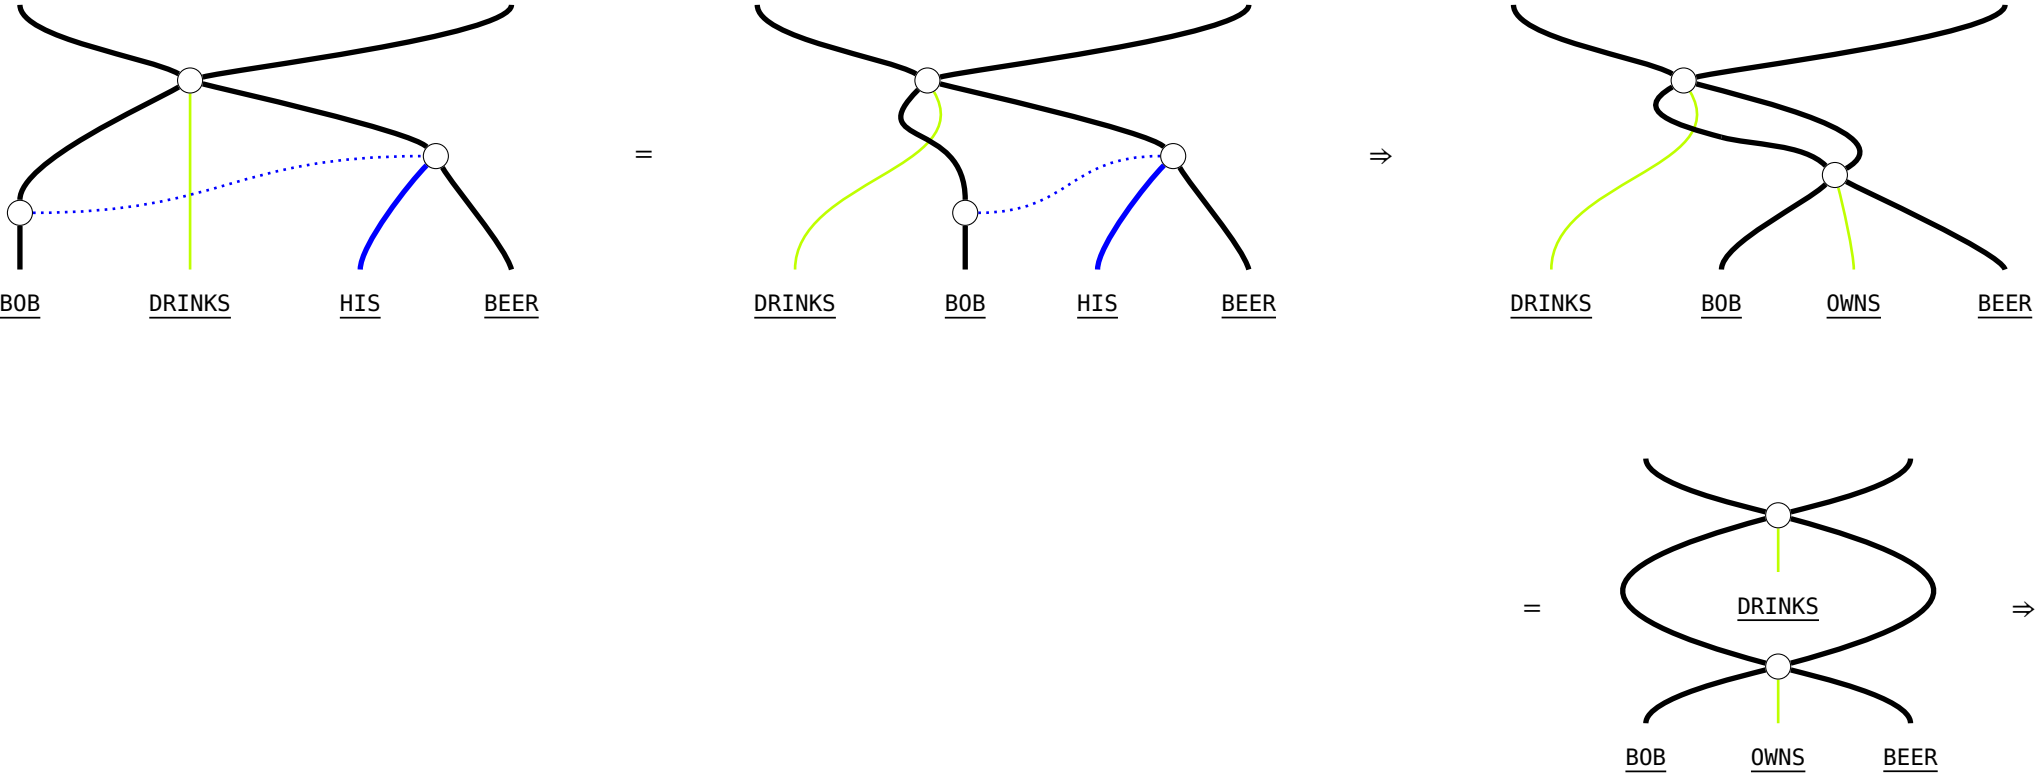 = ⇒
BOB DRINKS HIS BEER DRINKS BOB HIS BEER DRINKS BOB OWNS BEER
= DRINKS ⇒
BOB OWNS BEER